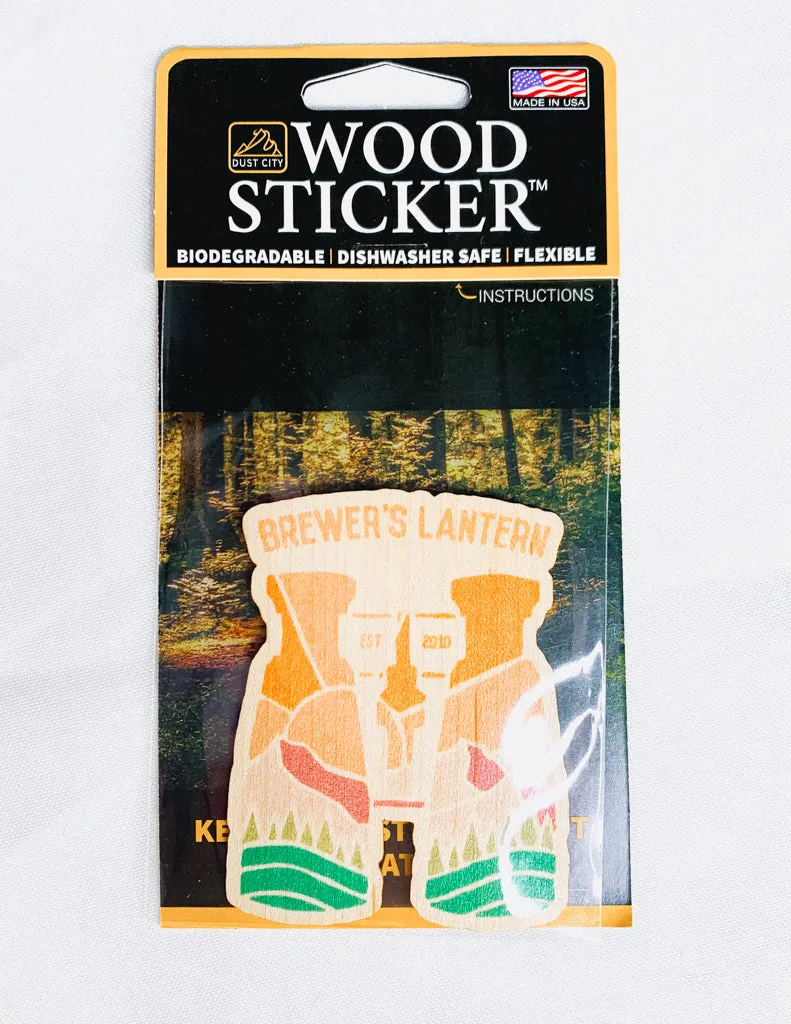 MADE IN USA
DUST CITY
WOOD
STICKER™
BIODEGRADABLE | DISHWASHER SAFE | FLEXIBLE
INSTRUCTIONS
BREWER'S LANTERN
EST 2010